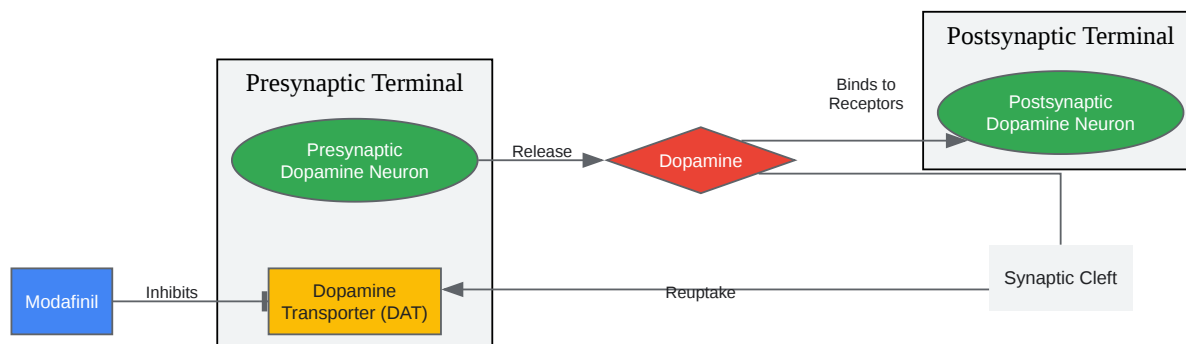 Postsynaptic Terminal
Presynaptic Terminal
Binds to
Receptors
Postsynaptic
Dopamine Neuron
Presynaptic
Dopamine Neuron
Release
Dopamine
Modafinil
Inhibits
Dopamine
Transporter (DAT)
Reuptake
Synaptic Cleft